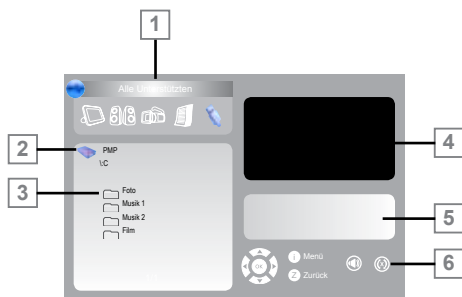 1
Alle Unterstützten
2
PMP
\:C
3
Foto
Musik 1
Musik 2
Film
4
5
OK
i Menü
Z Zurück
6